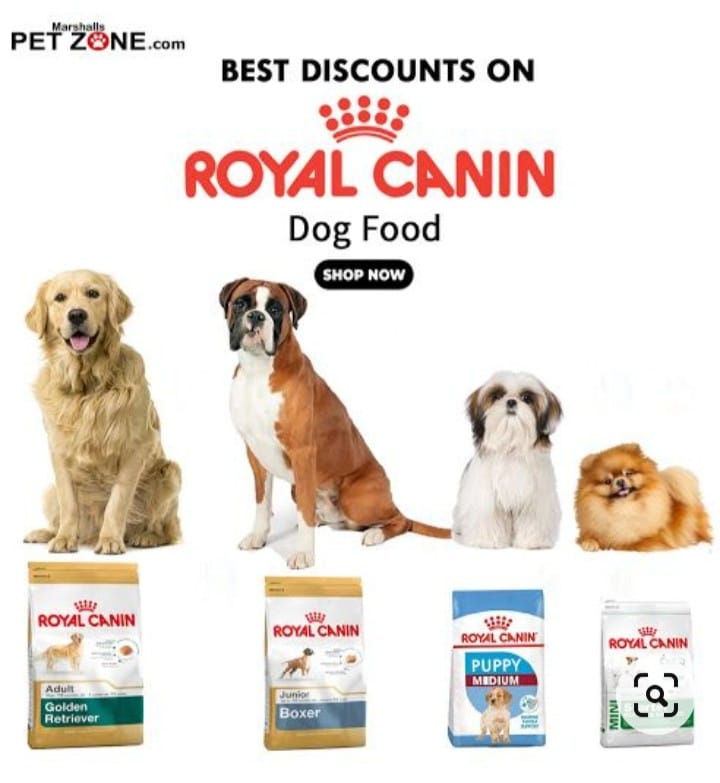 Marshalls
PET ZONE.com
BEST DISCOUNTS ON
ROYAL CANIN
Dog Food
SHOP NOW
ROYAL CANIN
Adult
Golden
Retriever
ROYAL CANIN
Junior
Boxer
ROYAL CANIN
PUPPY
MEDIUM
ROYAL CANIN
MINI